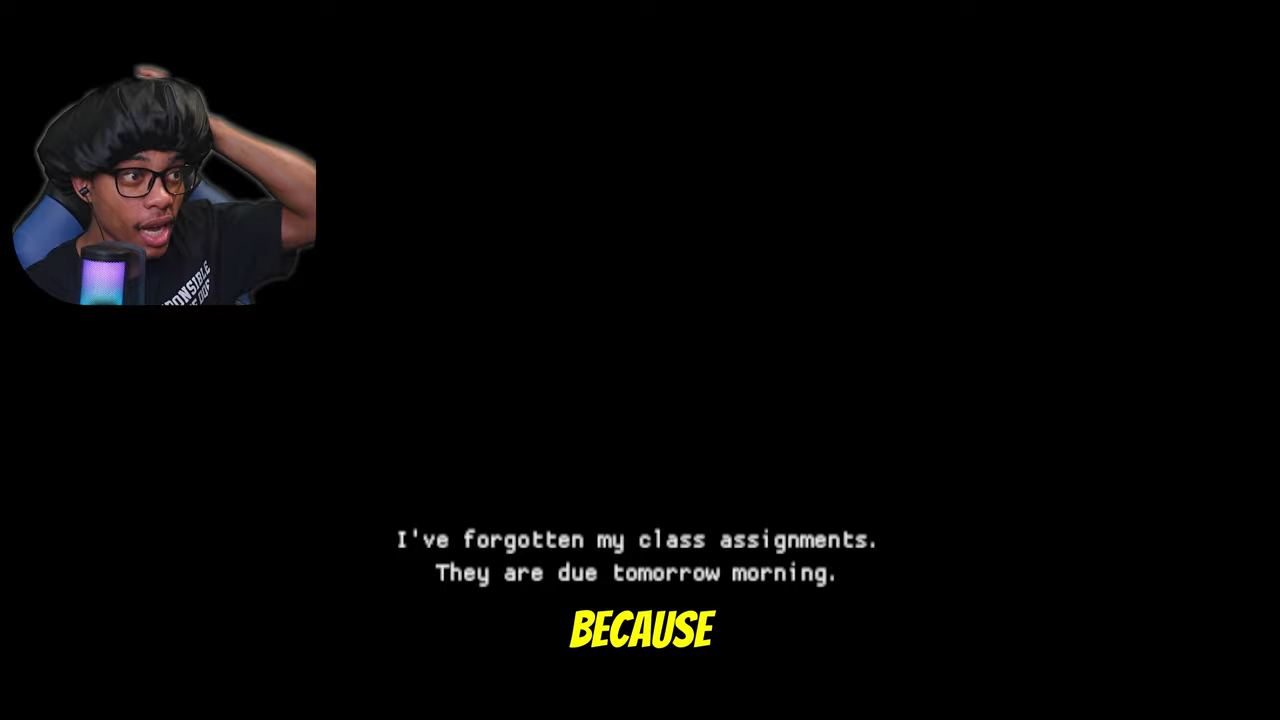 I've forgotten my class assignments.
They are due tomorrow morning.
BECAUSE